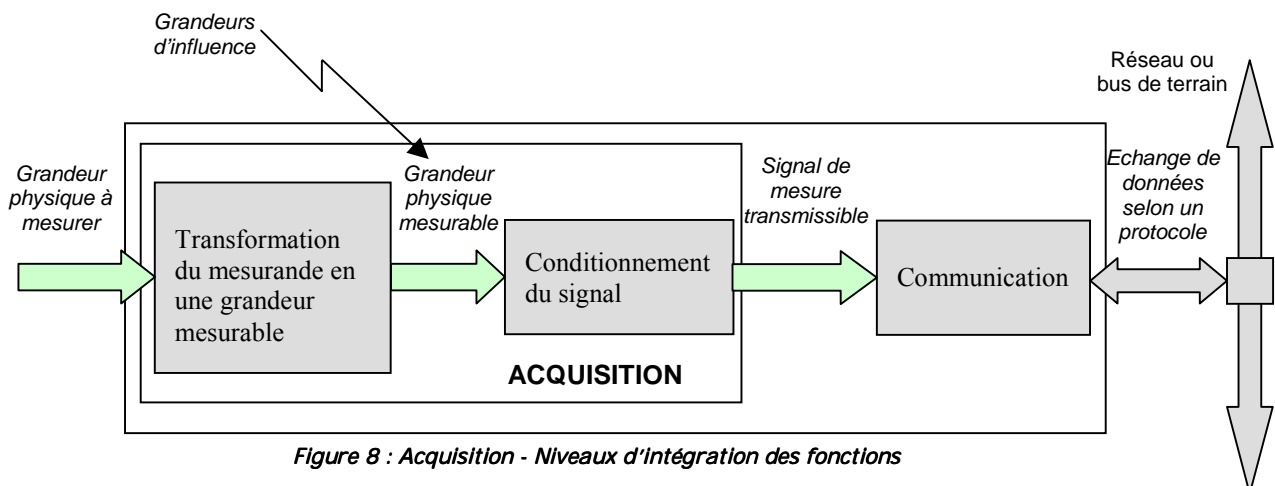 Grandeurs
d'influence
Réseau ou
bus de terrain
Grandeur
physique à
mesurer
Grandeur
physique
mesurable
Signal de
mesure
transmissible
Echange de
données
selon un
protocole
Transformation
du mesurande en
une grandeur
mesurable
Conditionnement
du signal
Communication
ACQUISITION
Figure 8 : Acquisition - Niveaux d'intégration des fonctions